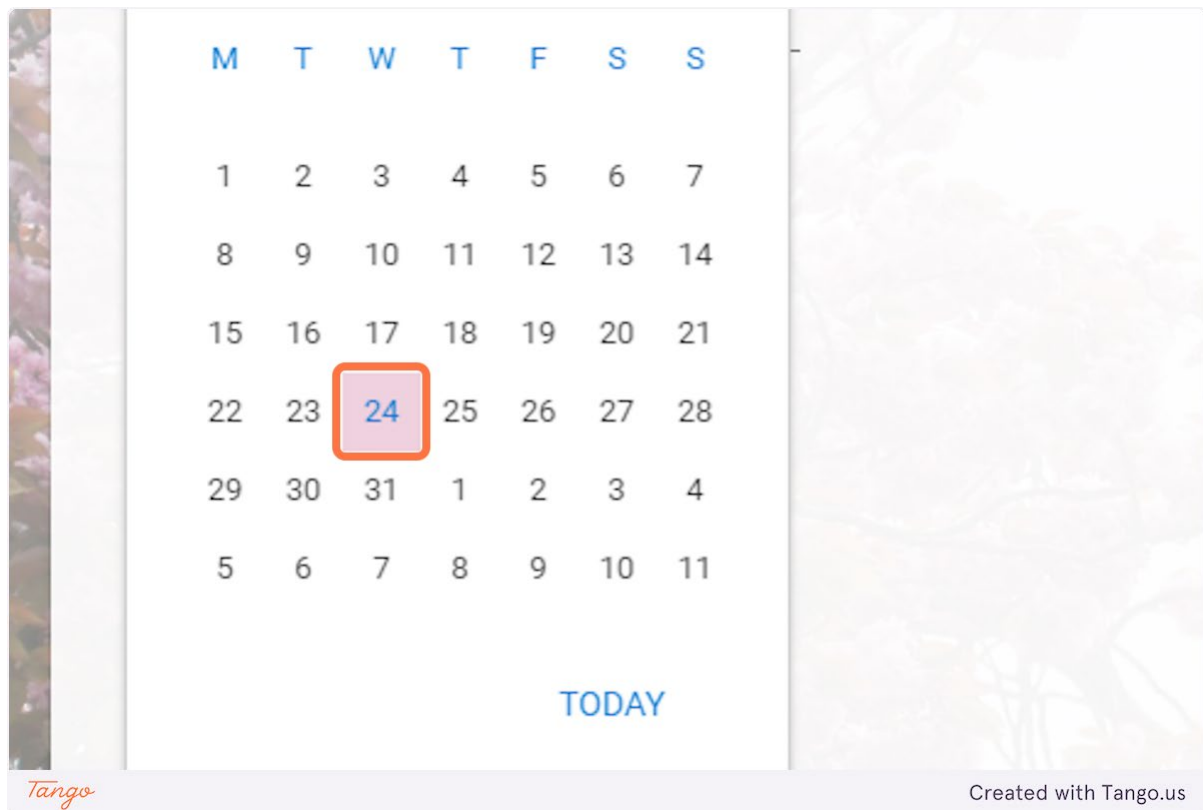 M T W T F S S
1 2 3 4 5 6 7
8 9 10 11 12 13 14
15 16 17 18 19 20 21
22 23 24 25 26 27 28
29 30 31 1 2 3 4
5 6 7 8 9 10 11
TODAY
Tango
Created with Tango.us